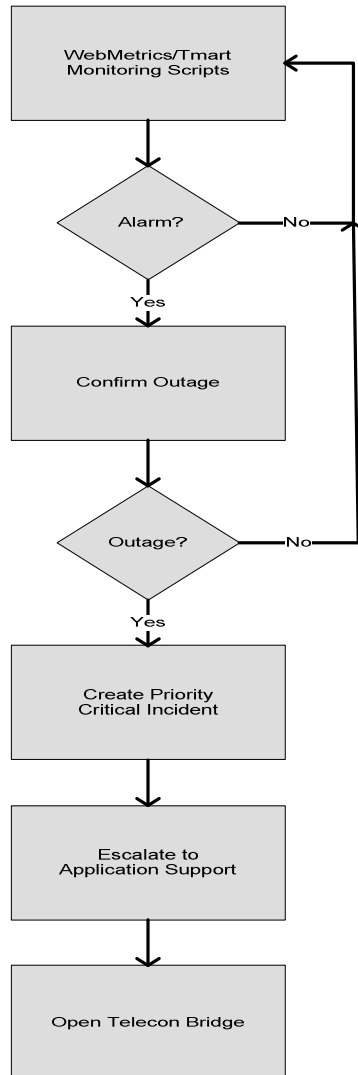 WebMetrics/Tmart
Monitoring Scripts
Alarm?
No
Yes
Confirm Outage
Outage?
No
Yes
Create Priority
Critical Incident
Escalate to
Application Support
Open Telecon Bridge